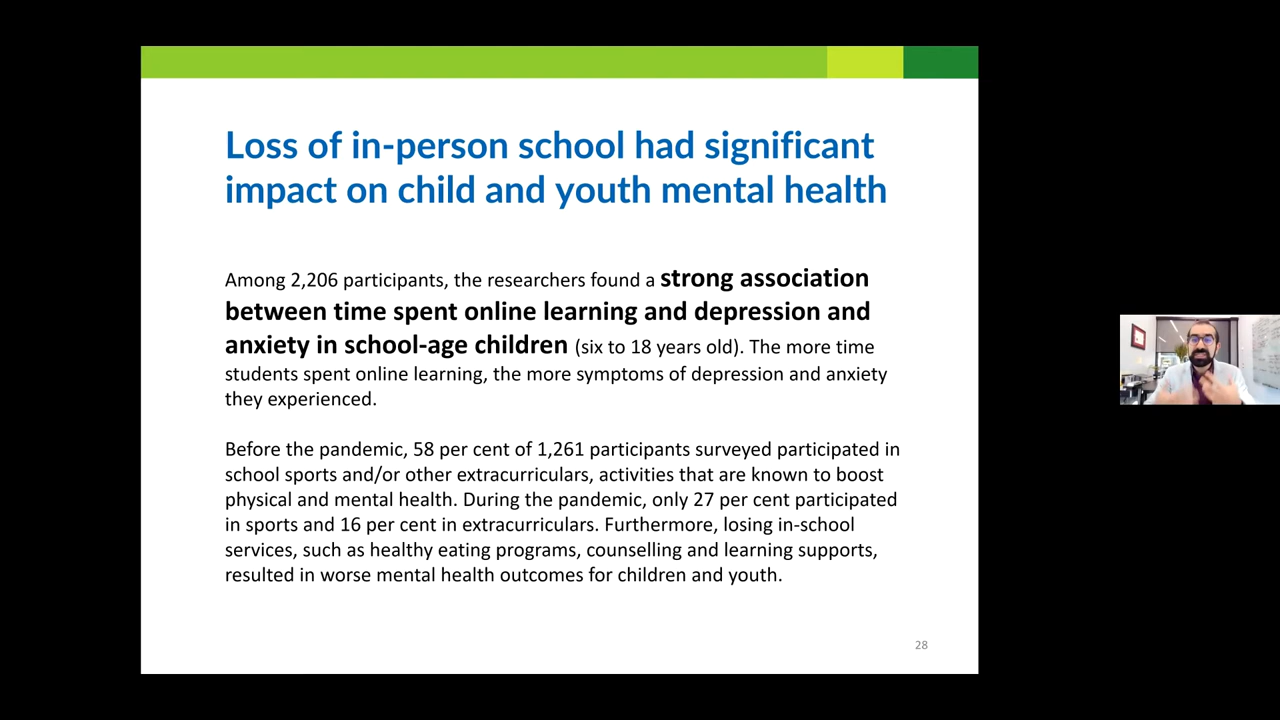 Loss of in-person school had significant
impact on child and youth mental health
Among 2,206 participants, the researchers found a strong association
between time spent online learning and depression and
anxiety in school-age children (six to 18 years old). The more time
students spent online learning, the more symptoms of depression and anxiety
they experienced.
Before the pandemic, 58 per cent of 1,261 participants surveyed participated in
school sports and/or other extracurriculars, activities that are known to boost
physical and mental health. During the pandemic, only 27 per cent participated
in sports and 16 per cent in extracurriculars. Furthermore, losing in-school
services, such as healthy eating programs, counselling and learning supports,
resulted in worse mental health outcomes for children and youth.
28